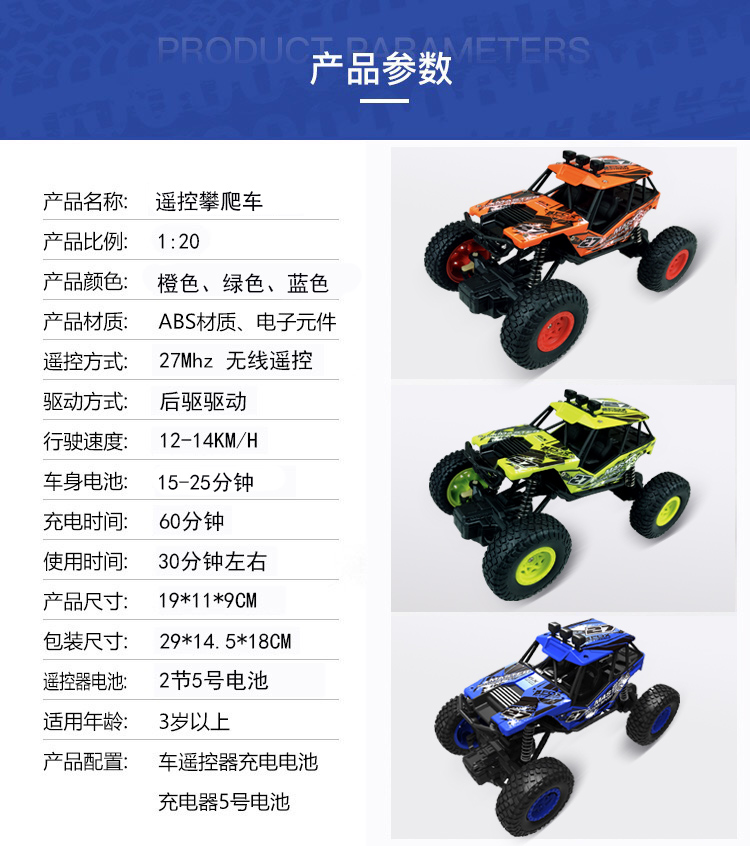 PRODUCT PARAMETERS
产品参数
产品名称: 遥控攀爬车
产品比例: 1:20
产品颜色: 橙色、绿色、蓝色
产品材质: ABS材质、电子元件
遥控方式: 27Mhz 无线遥控
驱动方式: 后驱驱动
行驶速度: 12-14KM/H
车身电池: 15-25分钟
充电时间: 60分钟
使用时间: 30分钟左右
产品尺寸: 19*11*9CM
包装尺寸: 29*14.5*18CM
遥控器电池: 2节5号电池
适用年龄: 3岁以上
产品配置: 车遥控器充电电池
充电器5号电池